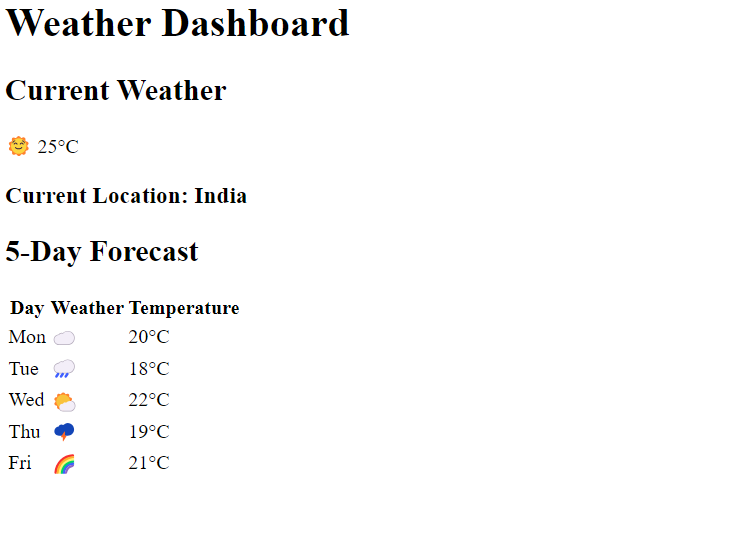 Weather Dashboard
Current Weather
🌞 25°C
Current Location: India
5-Day Forecast
Day Weather Temperature
Mon ☁️ 20°C
Tue 🌧️ 18°C
Wed 🌤️ 22°C
Thu 🌩️ 19°C
Fri 🌈 21°C